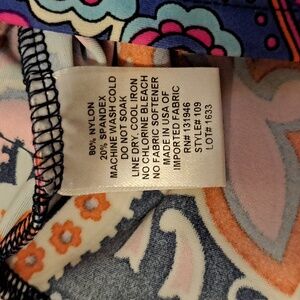 80% NYLON
20% SPANDEX
MACHINE WASH COLD
DO NOT SOAK
LINE DRY, COOL IRON
NO CHLORINE BLEACH
NO FABRIC SOFTENER
MADE IN USA OF
IMPORTED FABRIC
RN# 131946
STYLE# 109
LOT# 1633